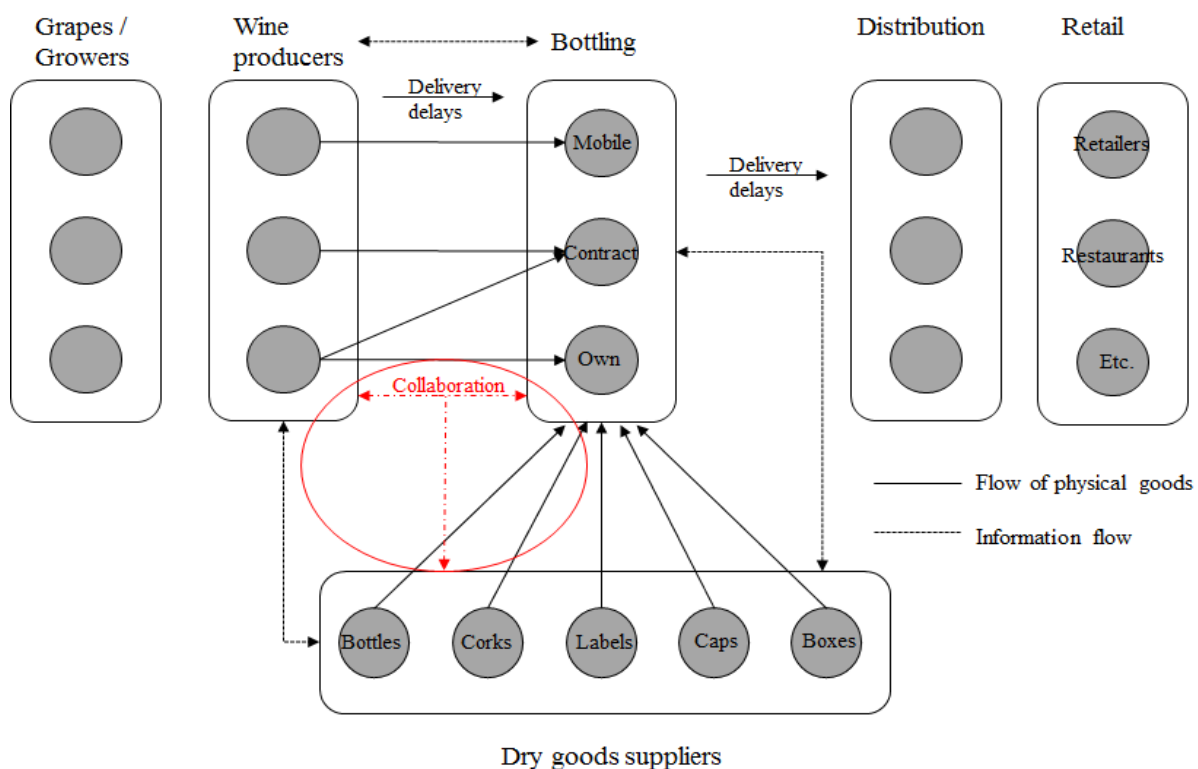 Grapes /
Growers
Wine
producers
Bottling
Distribution
Retail
Delivery
delays
Mobile
Contract
Own
Delivery
delays
Retailers
Restaurants
Etc.
Collaboration
Flow of physical goods
Information flow
Bottles
Corks
Labels
Caps
Boxes
Dry goods suppliers